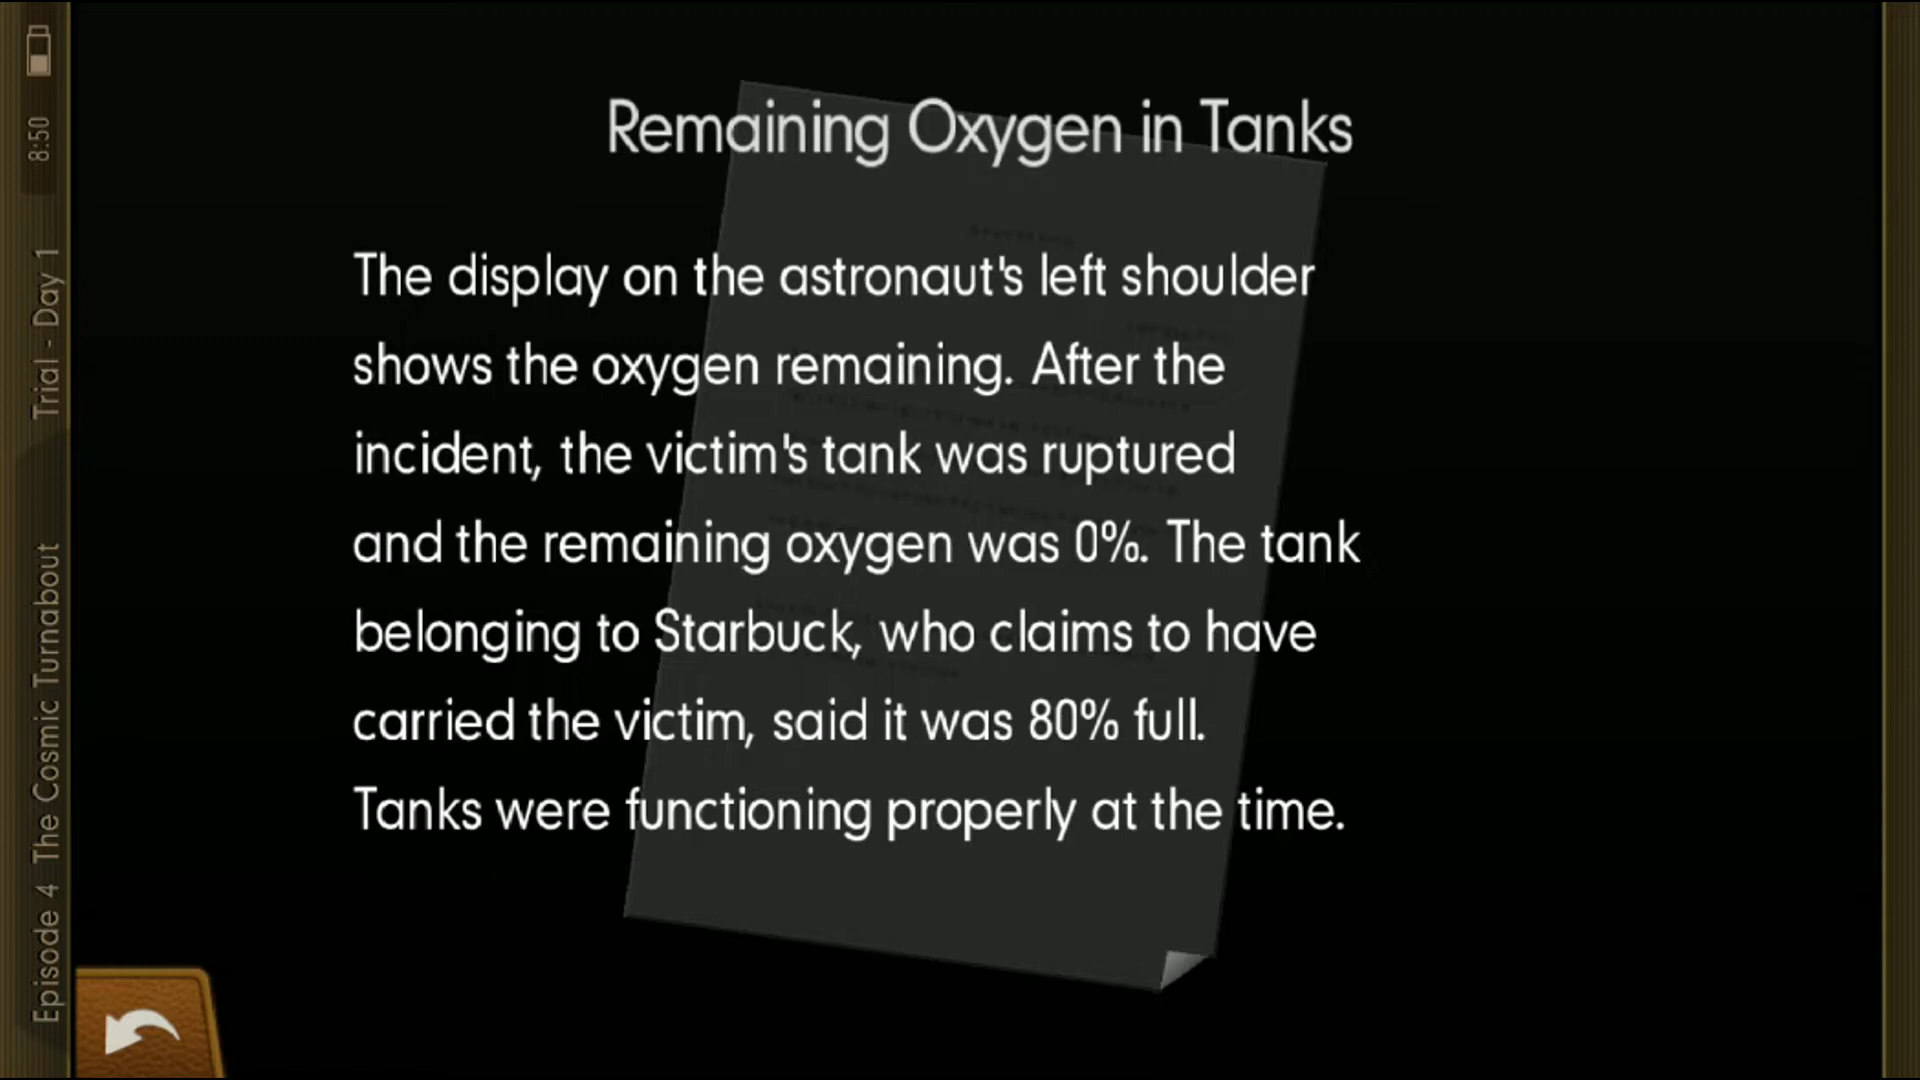 8:50
Trial - Day 1
Episode 4 The Cosmic Turnabout
Remaining Oxygen in Tanks
The display on the astronaut's left shoulder
shows the oxygen remaining. After the
incident, the victim's tank was ruptured
and the remaining oxygen was 0%. The tank
belonging to Starbuck, who claims to have
carried the victim, said it was 80% full.
Tanks were functioning properly at the time.